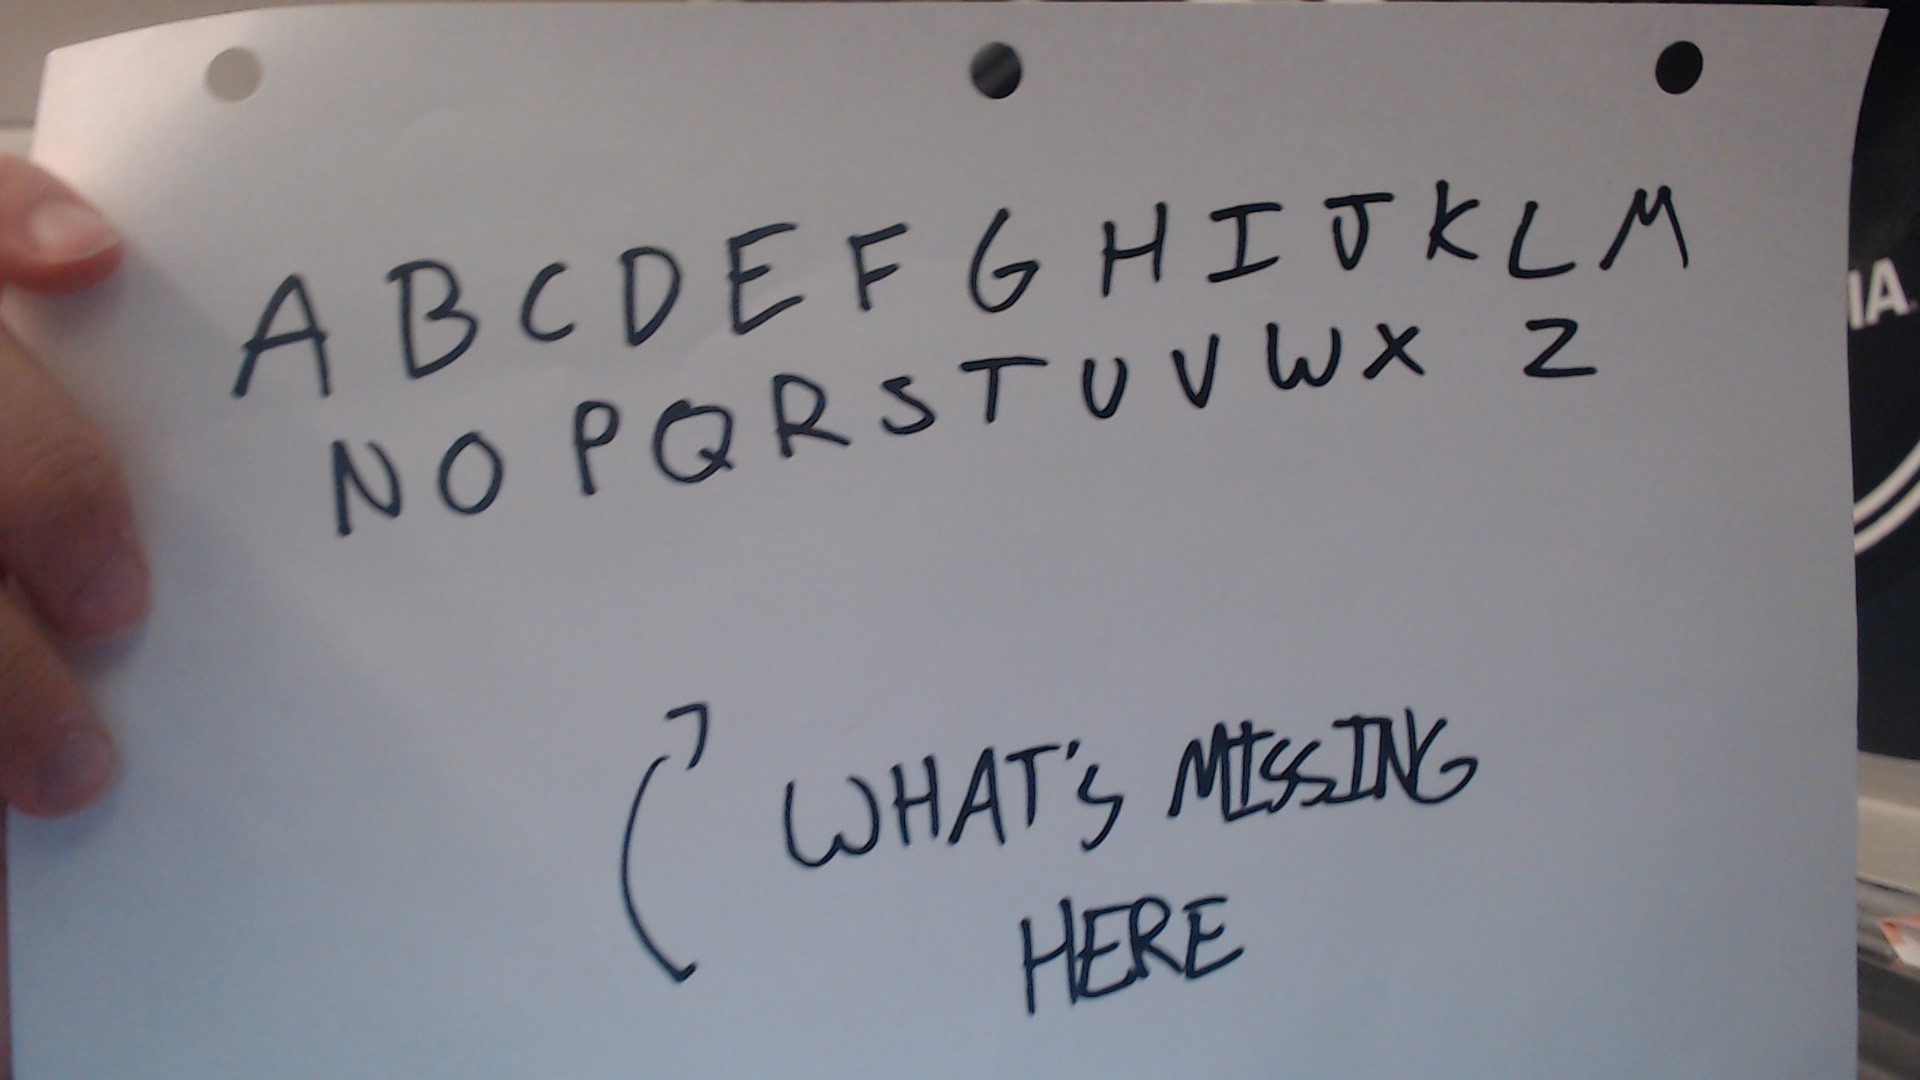 A B C D E F G H I J K L M
N O P Q R S T U V W X Z
WHAT'S MISSING
HERE
IA